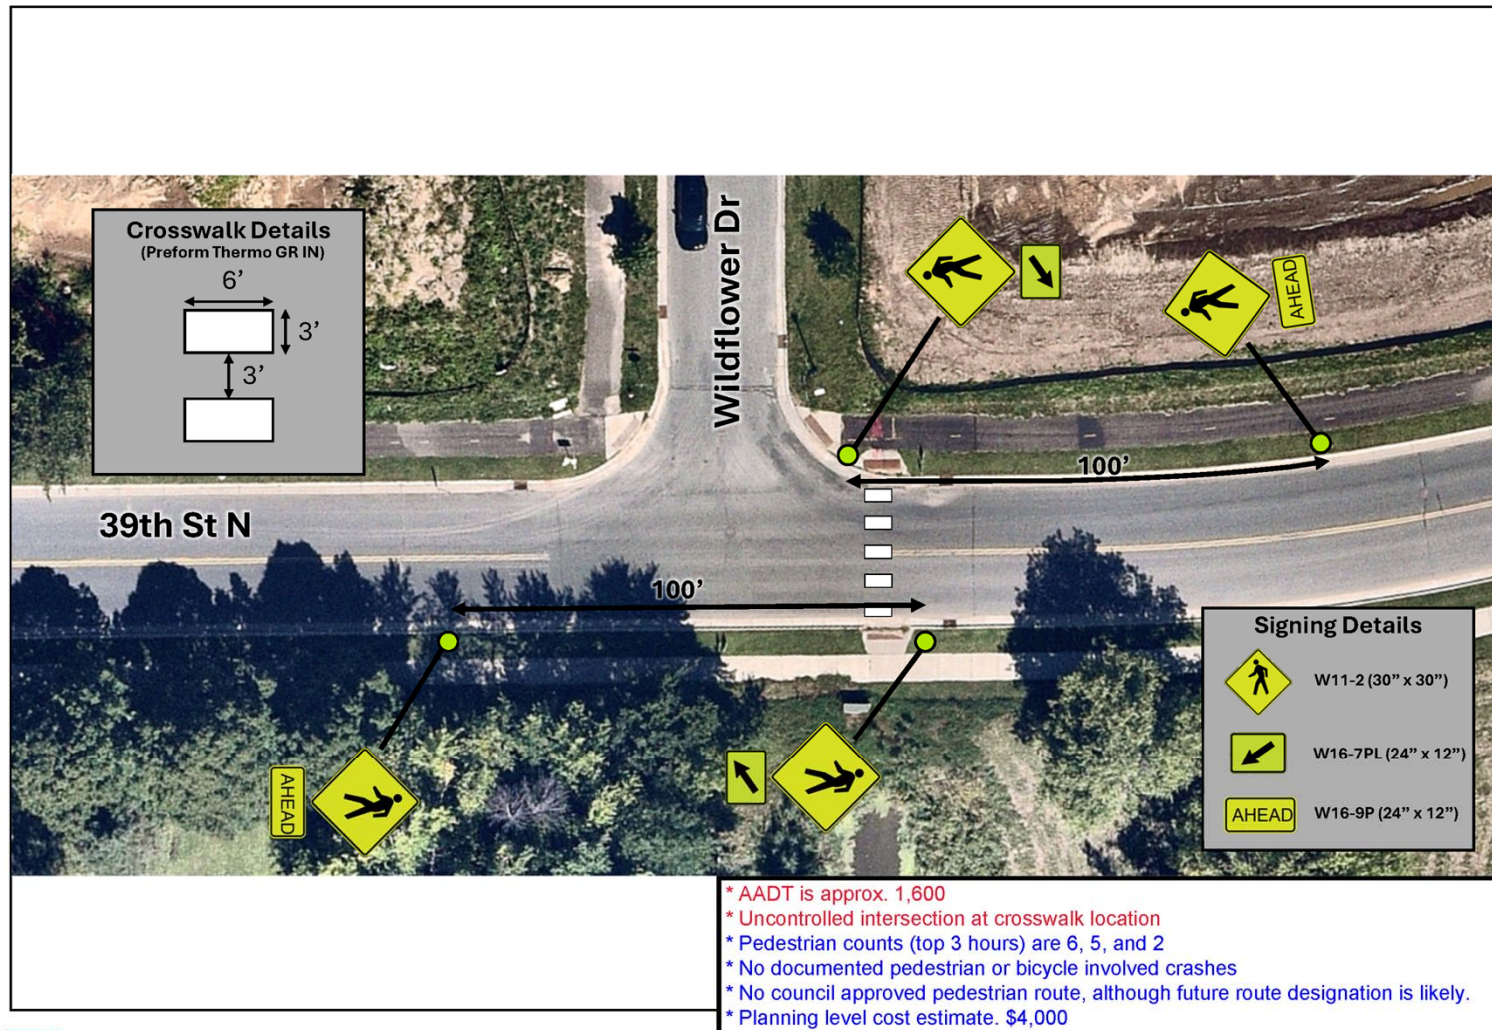 Crosswalk Details
(Preform Thermo GR IN)
6’
3’
3’
Wildflower Dr
AHEAD
100’
39th St N
100’
AHEAD
Signing Details
W11-2 (30” x 30”)
W16-7PL (24” x 12”)
AHEAD W16-9P (24” x 12”)
* AADT is approx. 1,600
* Uncontrolled intersection at crosswalk location
* Pedestrian counts (top 3 hours) are 6, 5, and 2
* No documented pedestrian or bicycle involved crashes
* No council approved pedestrian route, although future route designation is likely.
* Planning level cost estimate. $4,000